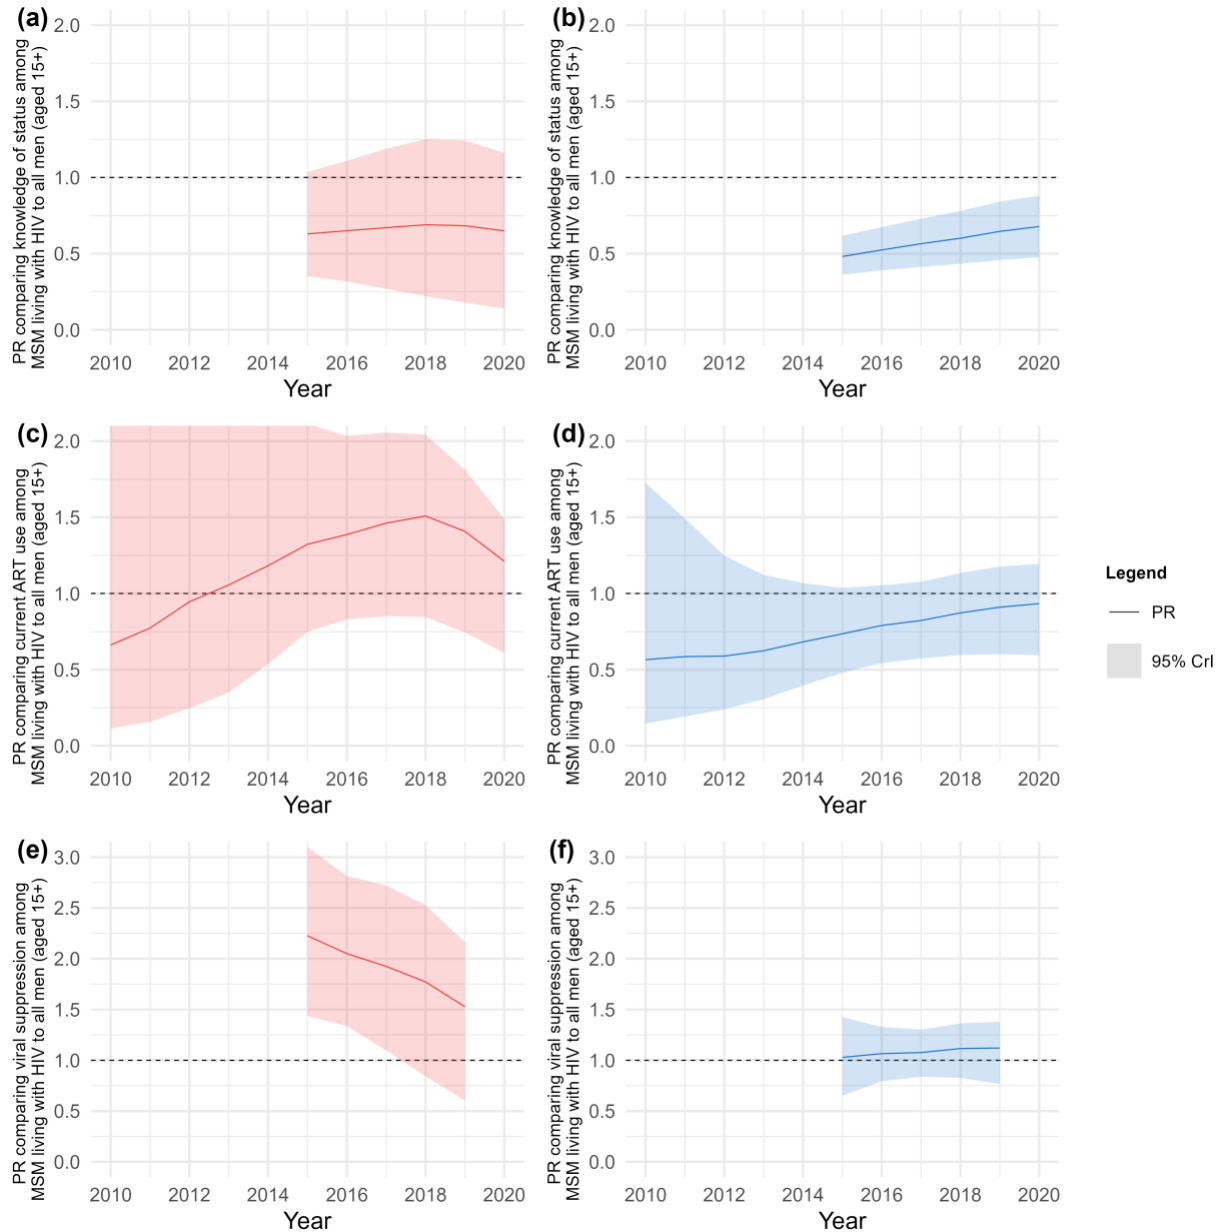 (a)
PR comparing knowledge of status among
MSM living with HIV to all men (aged 15+)
2.0
1.5
1.0
0.5
0.0
2010 2012 2014 2016 2018 2020
Year
(b)
PR comparing knowledge of status among
MSM living with HIV to all men (aged 15+)
2.0
1.5
1.0
0.5
0.0
2010 2012 2014 2016 2018 2020
Year
(c)
PR comparing current ART use among
MSM living with HIV to all men (aged 15+)
2.0
1.5
1.0
0.5
0.0
2010 2012 2014 2016 2018 2020
Year
(d)
PR comparing current ART use among
MSM living with HIV to all men (aged 15+)
2.0
1.5
1.0
0.5
0.0
2010 2012 2014 2016 2018 2020
Year
Legend
PR
95% CrI
(e)
PR comparing viral suppression among
MSM living with HIV to all men (aged 15+)
3.0
2.5
2.0
1.5
1.0
0.5
0.0
2010 2012 2014 2016 2018 2020
Year
(f)
PR comparing viral suppression among
MSM living with HIV to all men (aged 15+)
3.0
2.5
2.0
1.5
1.0
0.5
0.0
2010 2012 2014 2016 2018 2020
Year